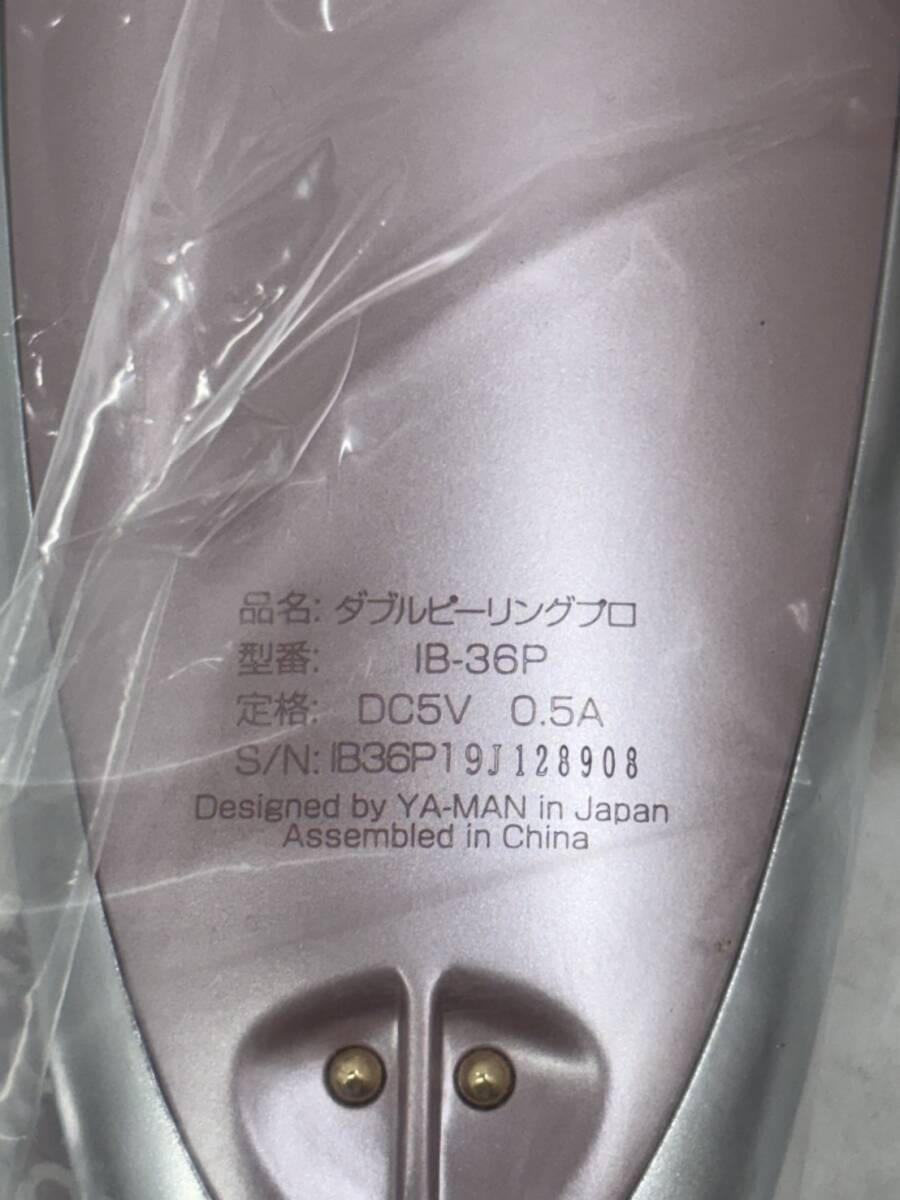 品名: ダブルピーリングプロ
型番: IB-36P
定格: DC5V 0.5A
S/N: IB36P19J128908
Designed by YA-MAN in Japan
Assembled in China